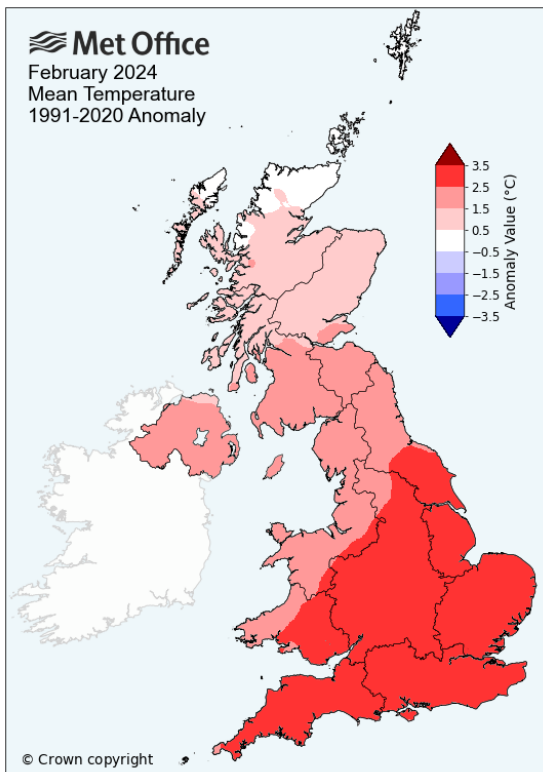 Met Office
February 2024
Mean Temperature
1991-2020 Anomaly
3.5
2.5
1.5
0.5
−0.5
−1.5
−2.5
−3.5
Anomaly Value (°C)
© Crown copyright